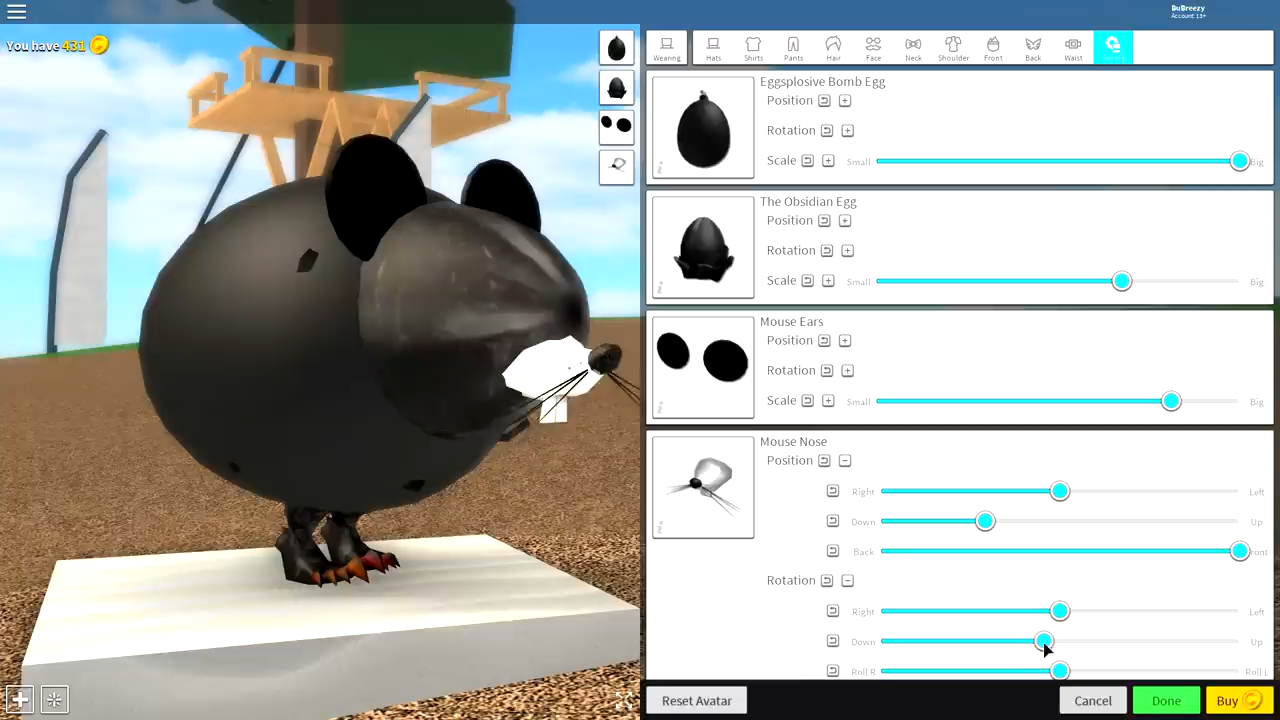 BuBreezy
Account: 13+
You have 431
Wearing
Hats
Shirts
Pants
Hair
Face
Neck
Shoulder
Front
Back
Waist
Eggsplosive Bomb Egg
Position
Rotation
Scale Small Big
The Obsidian Egg
Position
Rotation
Scale Small Big
Mouse Ears
Position
Rotation
Scale Small Big
Mouse Nose
Position
Right Left
Down Up
Back ront
Rotation
Right Left
Down Up
Roll R Roll L
Reset Avatar
Cancel
Done
Buy